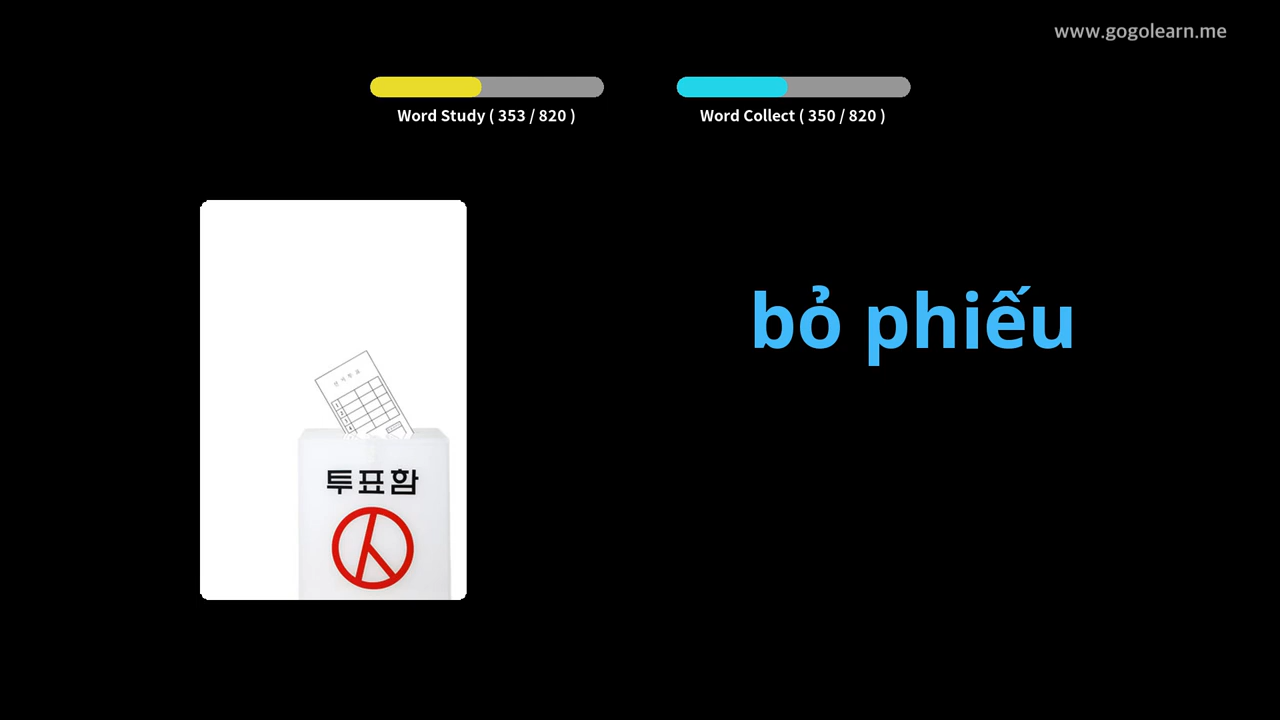 www.gogolearn.me
Word Study ( 353 / 820 )
Word Collect ( 350 / 820 )
bỏ phiếu
투표함